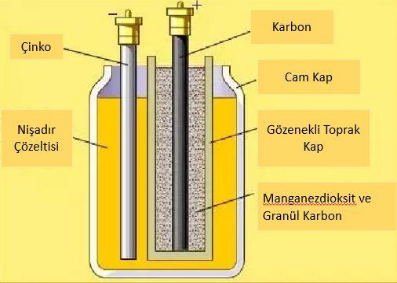 Çinko
Nişadır
Çözeltisi
−
+
Karbon
Cam Kap
Gözenekli Toprak
Kap
Manganezdioksit ve
Granül Karbon